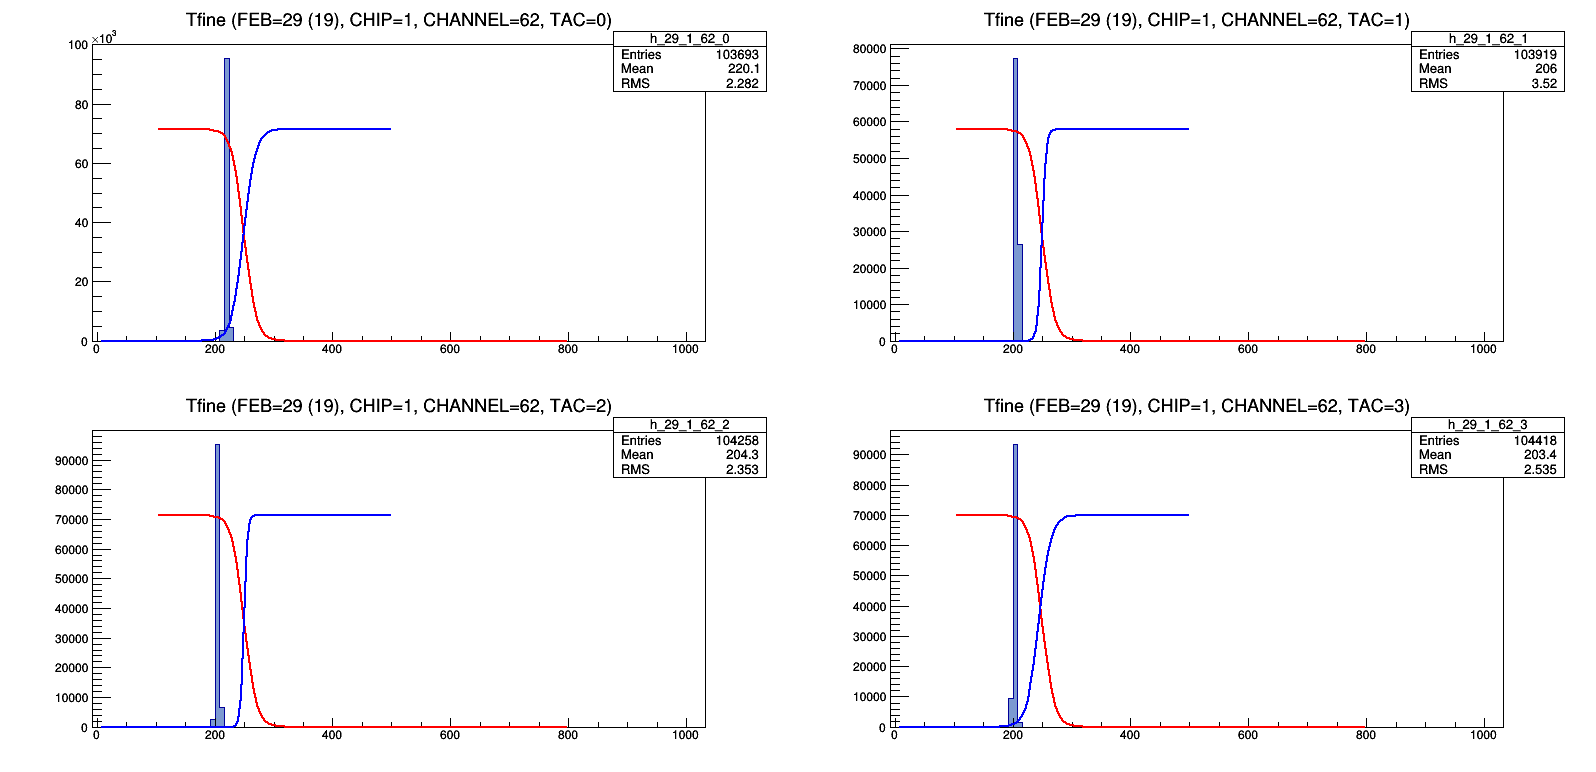 Tfine (FEB=29 (19), CHIP=1, CHANNEL=62, TAC=0)
×10³
h_29_1_62_0
Entries 103693
Mean 220.1
RMS 2.282
100
80
60
40
20
0
0 200 400 600 800 1000
Tfine (FEB=29 (19), CHIP=1, CHANNEL=62, TAC=1)
h_29_1_62_1
Entries 103919
Mean 206
RMS 3.52
80000
70000
60000
50000
40000
30000
20000
10000
0
0 200 400 600 800 1000
Tfine (FEB=29 (19), CHIP=1, CHANNEL=62, TAC=2)
h_29_1_62_2
Entries 104258
Mean 204.3
RMS 2.353
90000
80000
70000
60000
50000
40000
30000
20000
10000
0
0 200 400 600 800 1000
Tfine (FEB=29 (19), CHIP=1, CHANNEL=62, TAC=3)
h_29_1_62_3
Entries 104418
Mean 203.4
RMS 2.535
90000
80000
70000
60000
50000
40000
30000
20000
10000
0
0 200 400 600 800 1000